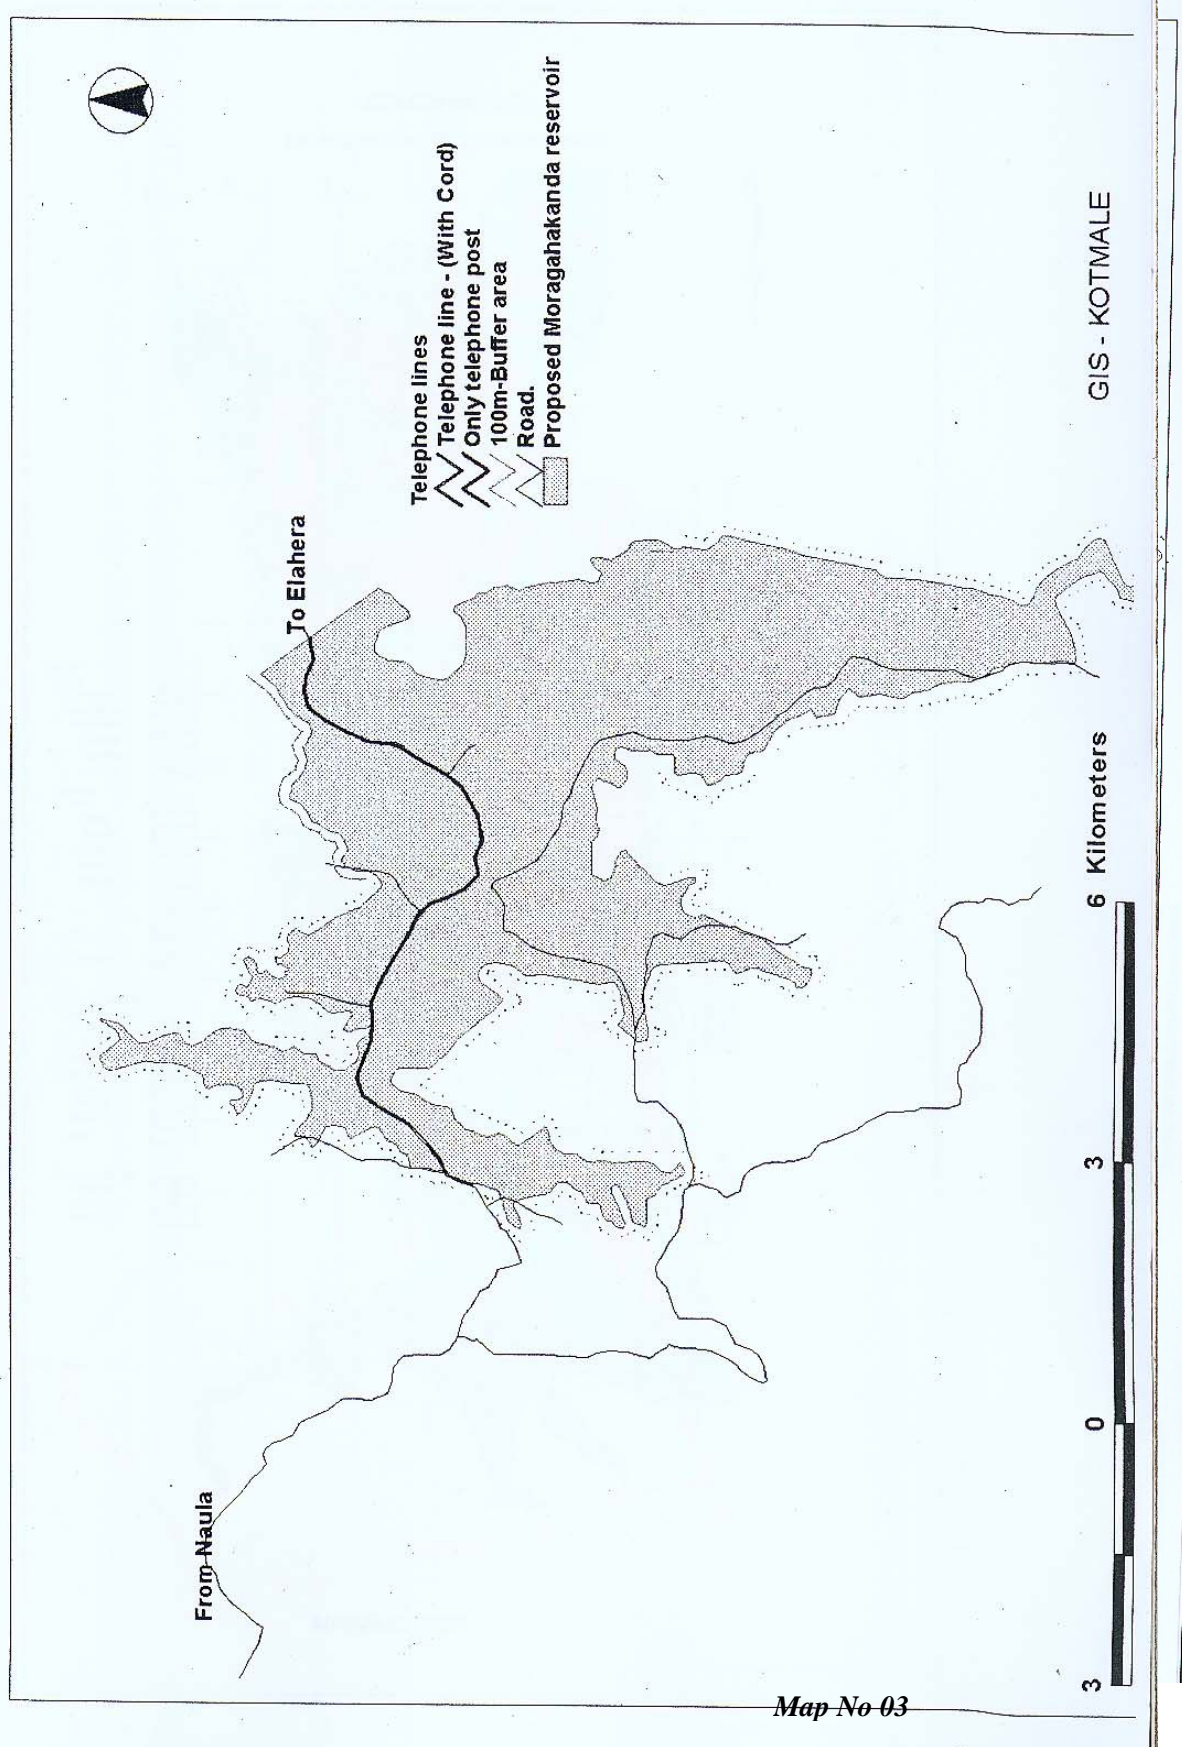 To Elahera
From Naula
Telephone lines
Telephone line - (With Cord)
Only telephone post
100m-Buffer area
Road.
Proposed Moragahakanda reservoir
3 0 3 6 Kilometers
GIS - KOTMALE
Map No 03